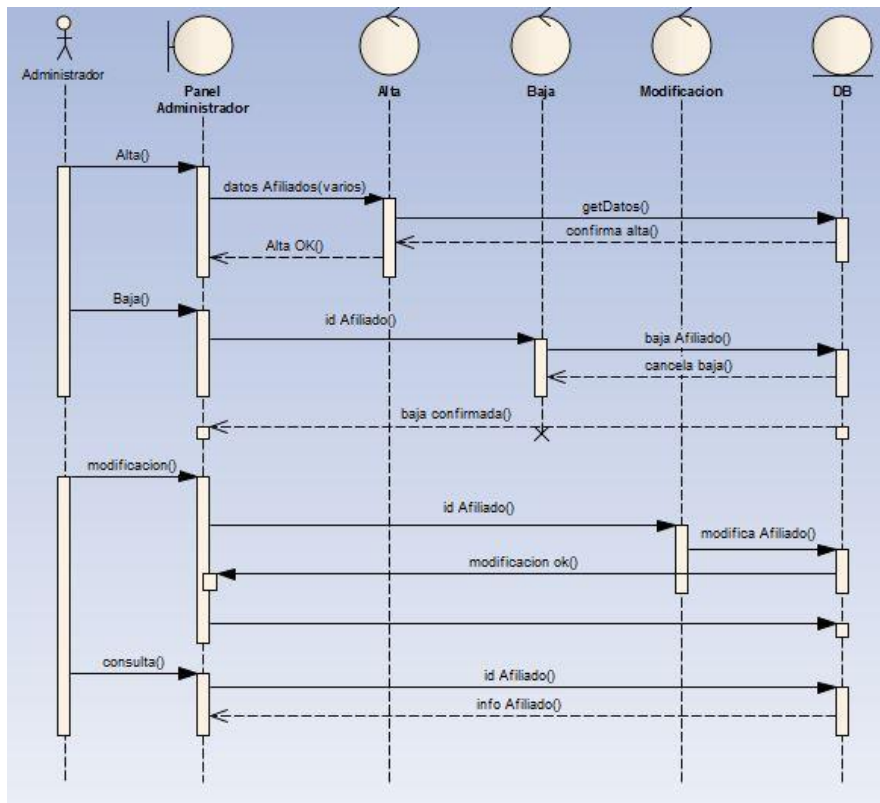 Administrador
Panel
Administrador
Alta
Baja
Modificacion
DB
Alta()
datos Afiliados(varios)
getDatos()
confirma alta()
Alta OK()
Baja()
id Afiliado()
baja Afiliado()
cancela baja()
baja confirmada()
modificacion()
id Afiliado()
modifica Afiliado()
modificacion ok()
consulta()
id Afiliado()
info Afiliado()